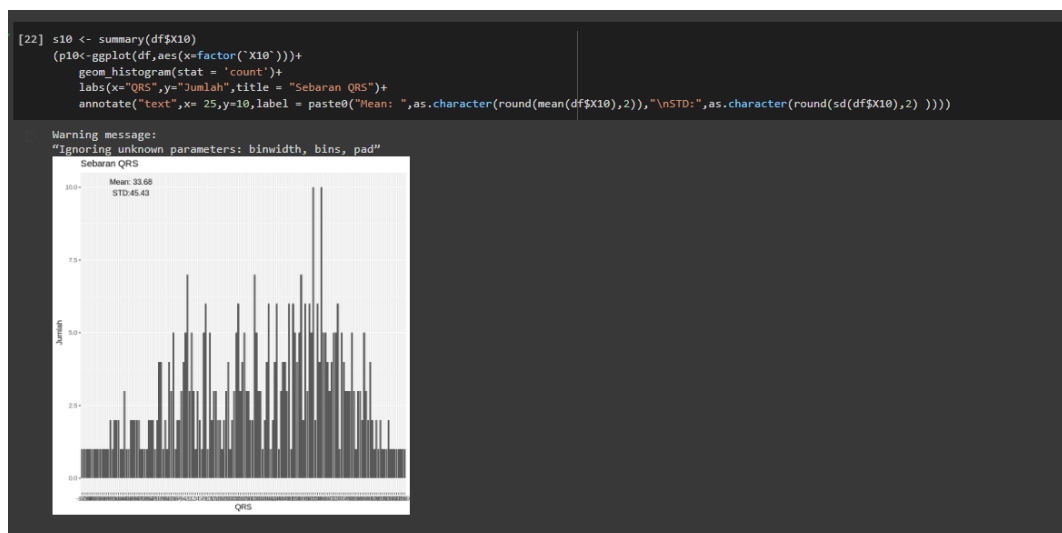 [22] s10 <- summary(df$X10)
(p10<-ggplot(df,aes(x=factor(`X10`)))+
geom_histogram(stat = 'count')+
labs(x="QRS",y="Jumlah",title = "Sebaran QRS")+
annotate("text",x= 25,y=10,label = paste0("Mean: ",as.character(round(mean(df$X10),2)),"\nSTD:",as.character(round(sd(df$X10),2) ))))
Warning message:
“Ignoring unknown parameters: binwidth, bins, pad”
Sebaran QRS
Mean: 33.68
STD:45.43
10.0
7.5
Jumlah
5.0
2.5
0.0
QRS